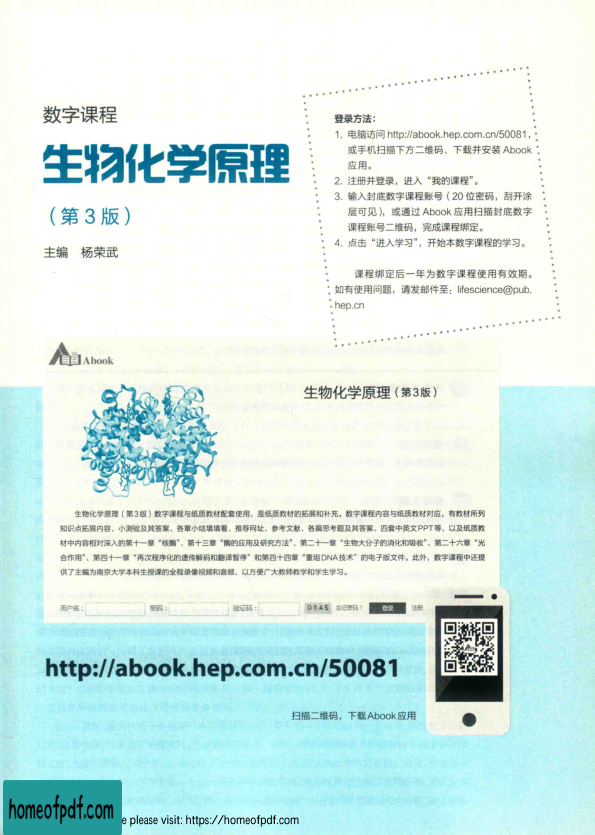 数字课程
生物化学原理
（第3版）
主编 杨荣武
登录方法：
1. 电脑访问http://abook.hep.com.cn/50081，
或手机扫描下方二维码、下载并安装Abook
应用。
2. 注册并登录，进入“我的课程”。
3. 输入封底数字课程账号（20位密码，刮开涂
层可见），或通过Abook应用扫描封底数字
课程账号二维码，完成课程绑定。
4. 点击“进入学习”，开始本数字课程的学习。
课程绑定后一年为数字课程使用有效期。
如有使用问题，请发邮件至：lifescience@pub.
hep.cn
Abook
生物化学原理（第3版）
生物化学原理（第3版）数字课程与纸质教材配套使用，是纸质教材的拓展和补充。数字课程内容与纸质教材对应。有教材所列
知识点拓展内容、小测验及其答案、各章小结填填看、推荐网址、参考文献、各篇思考题及其答案、四套中英文PPT等，以及纸质教
材中内容相对深入的第十一章“核酶”、第十三章“酶的应用及研究方法”、第二十一章“生物大分子的消化和吸收”、第二十六章“光
合作用”、第四十一章“再次程序化的遗传解码和翻译暂停”和第四十四章“重组DNA技术”的电子版文件。此外，数字课程中还提
供了主编为南京大学本科生授课的全程录像视频和音频，以方便广大教师教学和学生学习。
用户名： 密码： 验证码： 0845 忘记密码？ 登录 注册
http://abook.hep.com.cn/50081
扫描二维码，下载Abook应用
homeofpdf.com
e please visit: https://homeofpdf.com